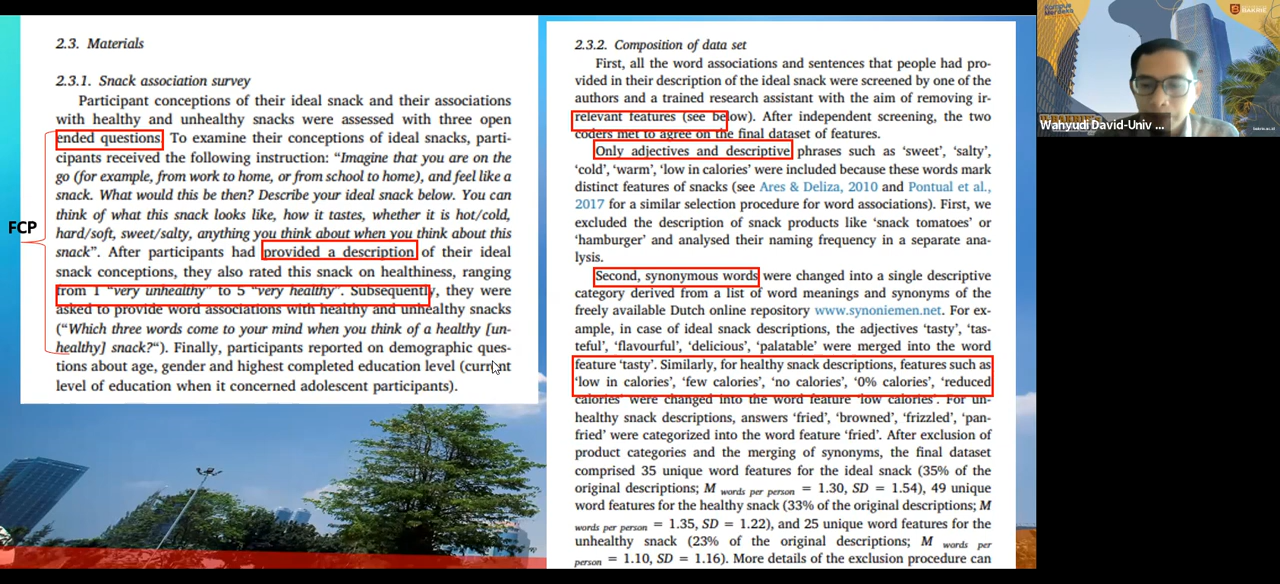 2.3. Materials
2.3.1. Snack association survey
Participant conceptions of their ideal snack and their associations
with healthy and unhealthy snacks were assessed with three open
ended questions. To examine their conceptions of ideal snacks, parti-
cipants received the following instruction: "Imagine that you are on the
go (for example, from work to home, or from school to home), and feel like a
snack. What would this be then? Describe your ideal snack below. You can
think of what this snack looks like, how it tastes, whether it is hot/cold,
hard/soft, sweet/salty, anything you think about when you think about this
snack". After participants had provided a description of their ideal
snack conceptions, they also rated this snack on healthiness, ranging
from 1 "very unhealthy" to 5 "very healthy". Subsequently, they were
asked to provide word associations with healthy and unhealthy snacks
("Which three words come to your mind when you think of a healthy [un-
healthy] snack?"). Finally, participants reported on demographic ques-
tions about age, gender and highest completed education level (current
level of education when it concerned adolescent participants).
FCP
2.3.2. Composition of data set
First, all the word associations and sentences that people had pro-
vided in their description of the ideal snack were screened by one of the
authors and a trained research assistant with the aim of removing ir-
relevant features (see below). After independent screening, the two
coders met to agree on the final dataset of features.
Only adjectives and descriptive phrases such as 'sweet', 'salty',
'cold', 'warm', 'low in calories' were included because these words mark
distinct features of snacks (see Ares & Deliza, 2010 and Pontual et al.,
2017 for a similar selection procedure for word associations). First, we
excluded the description of snack products like 'snack tomatoes' or
'hamburger' and analysed their naming frequency in a separate ana-
lysis.
Second, synonymous words were changed into a single descriptive
category derived from a list of word meanings and synonyms of the
freely available Dutch online repository www.synoniemen.net. For ex-
ample, in case of ideal snack descriptions, the adjectives 'tasty', 'tas-
teful', 'flavourful', 'delicious', 'palatable' were merged into the word
feature 'tasty'. Similarly, for healthy snack descriptions, features such as
'low in calories', 'few calories', 'no calories', '0% calories', 'reduced
calories' were changed into the word feature 'low calories'. For un-
healthy snack descriptions, answers 'fried', 'browned', 'frizzled', 'pan-
fried' were categorized into the word feature 'fried'. After exclusion of
product categories and the merging of synonyms, the final dataset
comprised 35 unique word features for the ideal snack (35% of the
original descriptions; M words per person = 1.30, SD = 1.54), 49 unique
word features for the healthy snack (33% of the original descriptions; M
words per person = 1.35, SD = 1.22), and 25 unique word features for the
unhealthy snack (23% of the original descriptions; M words per
person = 1.10, SD = 1.16). More details of the exclusion procedure can
Kampus
Merdeka
BAKRIE
Wahyudi David-Univ ...
bakrie.ac.id